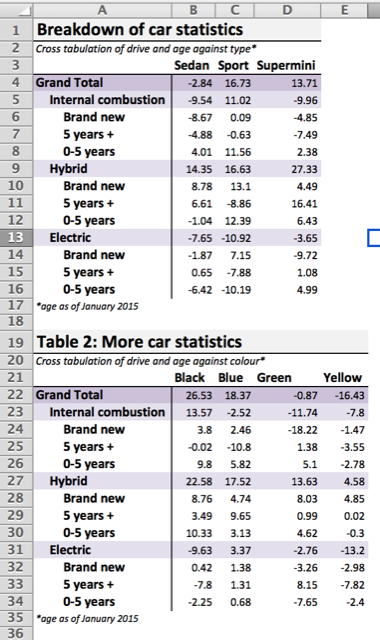 A B C D E
1 Breakdown of car statistics
2 Cross tabulation of drive and age against type*
3 Sedan Sport Supermini
4 Grand Total -2.84 16.73 13.71
5 Internal combustion -9.54 11.02 -9.96
6 Brand new -8.67 0.09 -4.85
7 5 years + -4.88 -0.63 -7.49
8 0-5 years 4.01 11.56 2.38
9 Hybrid 14.35 16.63 27.33
10 Brand new 8.78 13.1 4.49
11 5 years + 6.61 -8.86 16.41
12 0-5 years -1.04 12.39 6.43
13 Electric -7.65 -10.92 -3.65
14 Brand new -1.87 7.15 -9.72
15 5 years + 0.65 -7.88 1.08
16 0-5 years -6.42 -10.19 4.99
17 *age as of January 2015
18
19 Table 2: More car statistics
20 Cross tabulation of drive and age against colour*
21 Black Blue Green Yellow
22 Grand Total 26.53 18.37 -0.87 -16.43
23 Internal combustion 13.57 -2.52 -11.74 -7.8
24 Brand new 3.8 2.46 -18.22 -1.47
25 5 years + -0.02 -10.8 1.38 -3.55
26 0-5 years 9.8 5.82 5.1 -2.78
27 Hybrid 22.58 17.52 13.63 4.58
28 Brand new 8.76 4.74 8.03 4.85
29 5 years + 3.49 9.65 0.99 0.02
30 0-5 years 10.33 3.13 4.62 -0.3
31 Electric -9.63 3.37 -2.76 -13.2
32 Brand new 0.42 1.38 -3.26 -2.98
33 5 years + -7.8 1.31 8.15 -7.82
34 0-5 years -2.25 0.68 -7.65 -2.4
35 *age as of January 2015
36